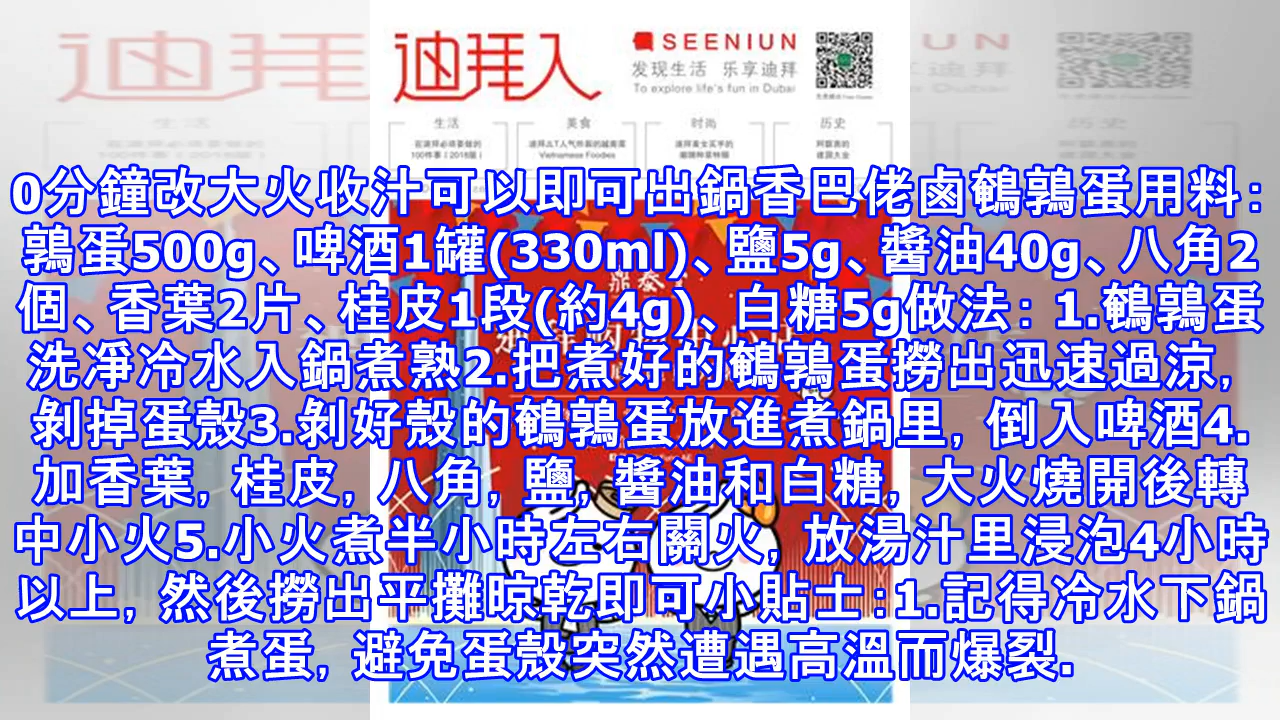 迪拜人
SEENIUN
发现生活 乐享迪拜
To explore life's fun in Dubai
生活
美食
时尚
历史
Vietnamese Foodies
0分鐘改大火收汁可以即可出鍋香巴佬鹵鵪鶉蛋用料：
鶉蛋500g、啤酒1罐(330ml)、鹽5g、醬油40g、八角2
個、香葉2片、桂皮1段(約4g)、白糖5g做法：1.鵪鶉蛋
洗凈冷水入鍋煮熟2.把煮好的鵪鶉蛋撈出迅速過涼，
剝掉蛋殼3.剝好殼的鵪鶉蛋放進煮鍋里，倒入啤酒4.
加香葉，桂皮，八角，鹽，醬油和白糖，大火燒開後轉
中小火5.小火煮半小時左右關火，放湯汁里浸泡4小時
以上，然後撈出平攤晾乾即可小貼士：1.記得冷水下鍋
煮蛋，避免蛋殼突然遭遇高溫而爆裂．